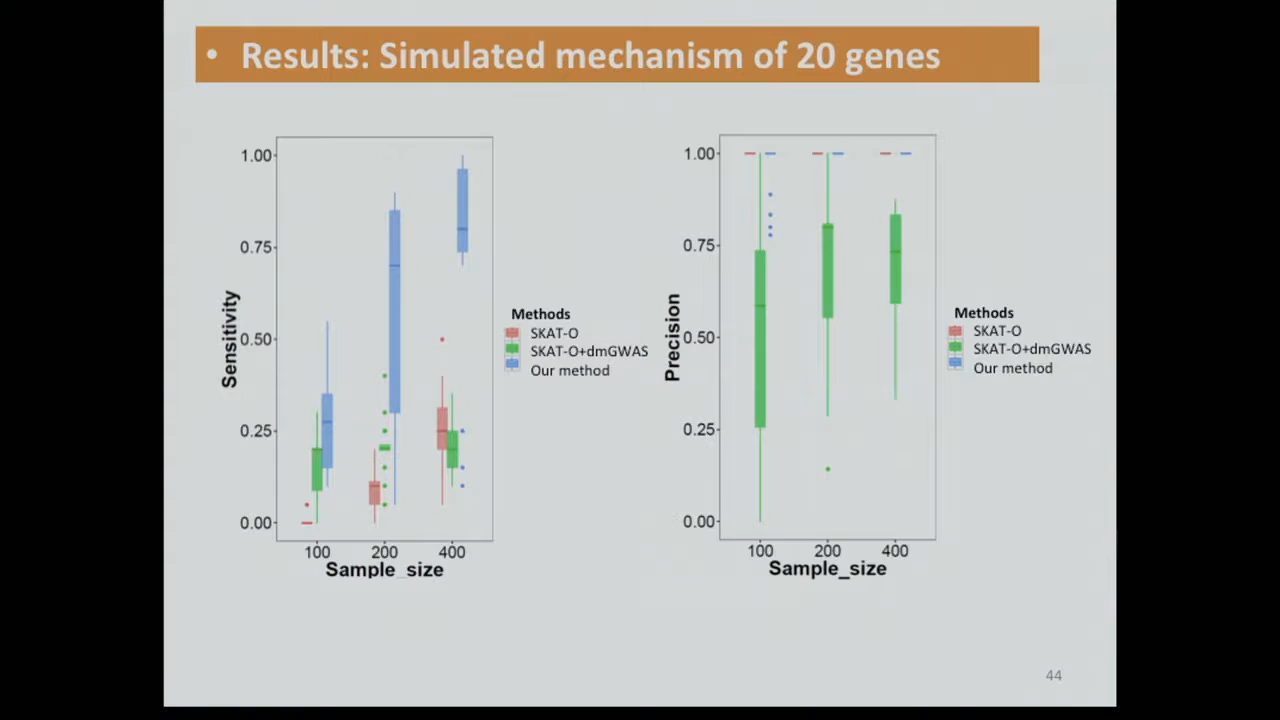 • Results: Simulated mechanism of 20 genes
1.00
0.75
0.50
0.25
0.00
Sensitivity
100 200 400
Sample_size
Methods
SKAT-O
SKAT-O+dmGWAS
Our method
1.00
0.75
0.50
0.25
0.00
Precision
100 200 400
Sample_size
Methods
SKAT-O
SKAT-O+dmGWAS
Our method
44